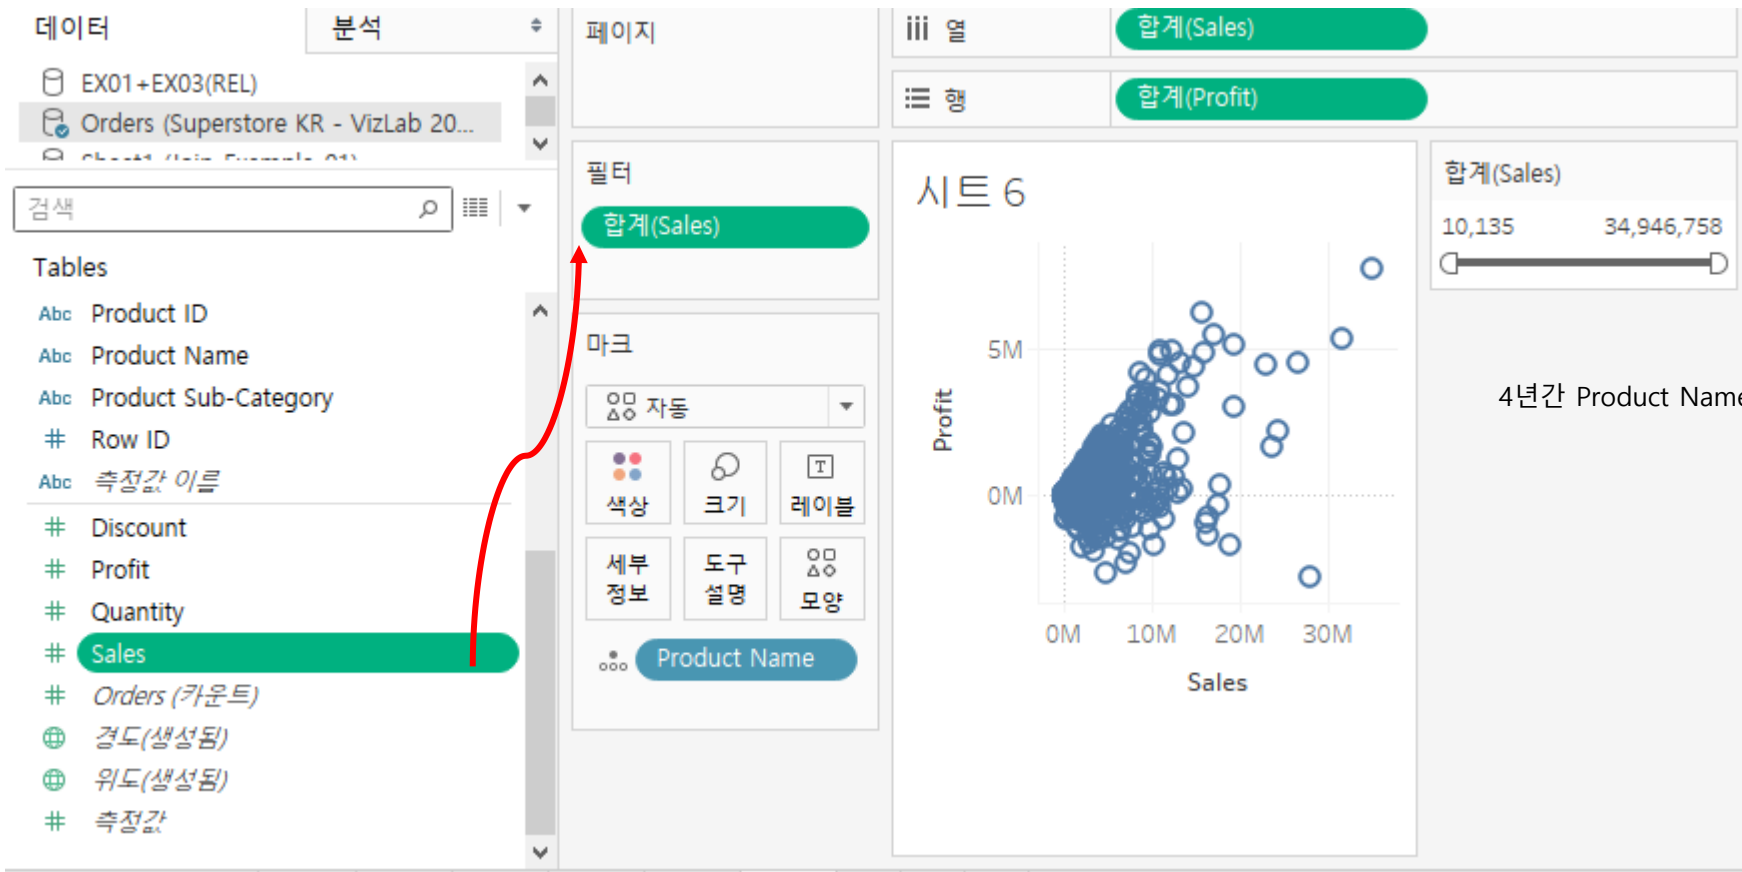 데이터
분석
EX01+EX03(REL)
Orders (Superstore KR - VizLab 20...
Sheet1 (Join Example 01)
검색
Tables
Abc Product ID
Abc Product Name
Abc Product Sub-Category
# Row ID
Abc 측정값 이름
# Discount
# Profit
# Quantity
# Sales
# Orders (카운트)
경도(생성됨)
위도(생성됨)
# 측정값
페이지
필터
합계(Sales)
마크
자동
색상
크기
T
레이블
세부
정보
도구
설명
모양
Product Name
열
합계(Sales)
행
합계(Profit)
시트 6
5M
0M
Profit
0M 10M 20M 30M
Sales
합계(Sales)
10,135 34,946,758
4년간 Product Name